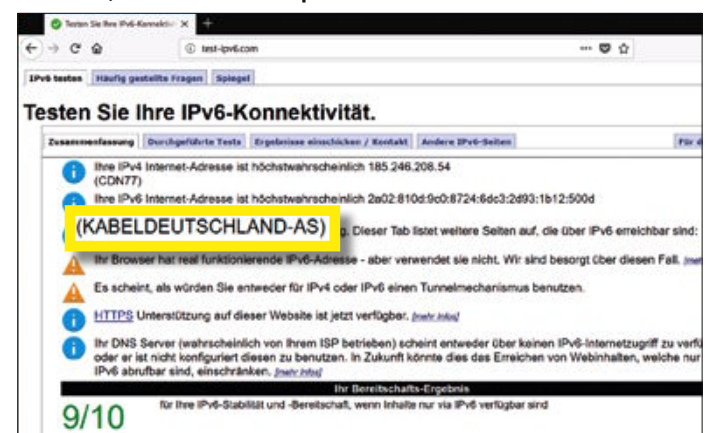 Testen Sie Ihre IPv6-Konnektiv
test-ipv6.com
IPv6 testen Häufig gestellte Fragen Spiegel
Testen Sie Ihre IPv6-Konnektivität.
Zusammenfassung Durchgeführte Tests Ergebnisse einschicken / Kontakt Andere IPv6-Seiten Für d
Ihre IPv4 Internet-Adresse ist höchstwahrscheinlich 185.246.208.54
(CDN77)
Ihre IPv6 Internet-Adresse ist höchstwahrscheinlich 2a02:810d:9c0:8724:6dc3:2d93:1b12:500d
(KABELDEUTSCHLAND-AS)
g. Dieser Tab listet weitere Seiten auf, die über IPv6 erreichbar sind:
Ihr Browser hat real funktionierende IPv6-Adresse - aber verwendet sie nicht. Wir sind besorgt über diesen Fall. [me
Es scheint, als würden Sie entweder für IPv4 oder IPv6 einen Tunnelmechanismus benutzen.
HTTPS Unterstützung auf dieser Website ist jetzt verfügbar. [mehr Infos]
Ihr DNS Server (wahrscheinlich von Ihrem ISP betrieben) scheint entweder über keinen IPv6-Internetzugriff zu verfü
oder er ist nicht konfiguriert diesen zu benutzen. In Zukunft könnte dies das Erreichen von Webinhalten, welche nur
IPv6 abrufbar sind, einschränken. [mehr Infos]
Ihr Bereitschafts-Ergebnis
9/10 für Ihre IPv6-Stabilität und -Bereitschaft, wenn Inhalte nur via IPv6 verfügbar sind